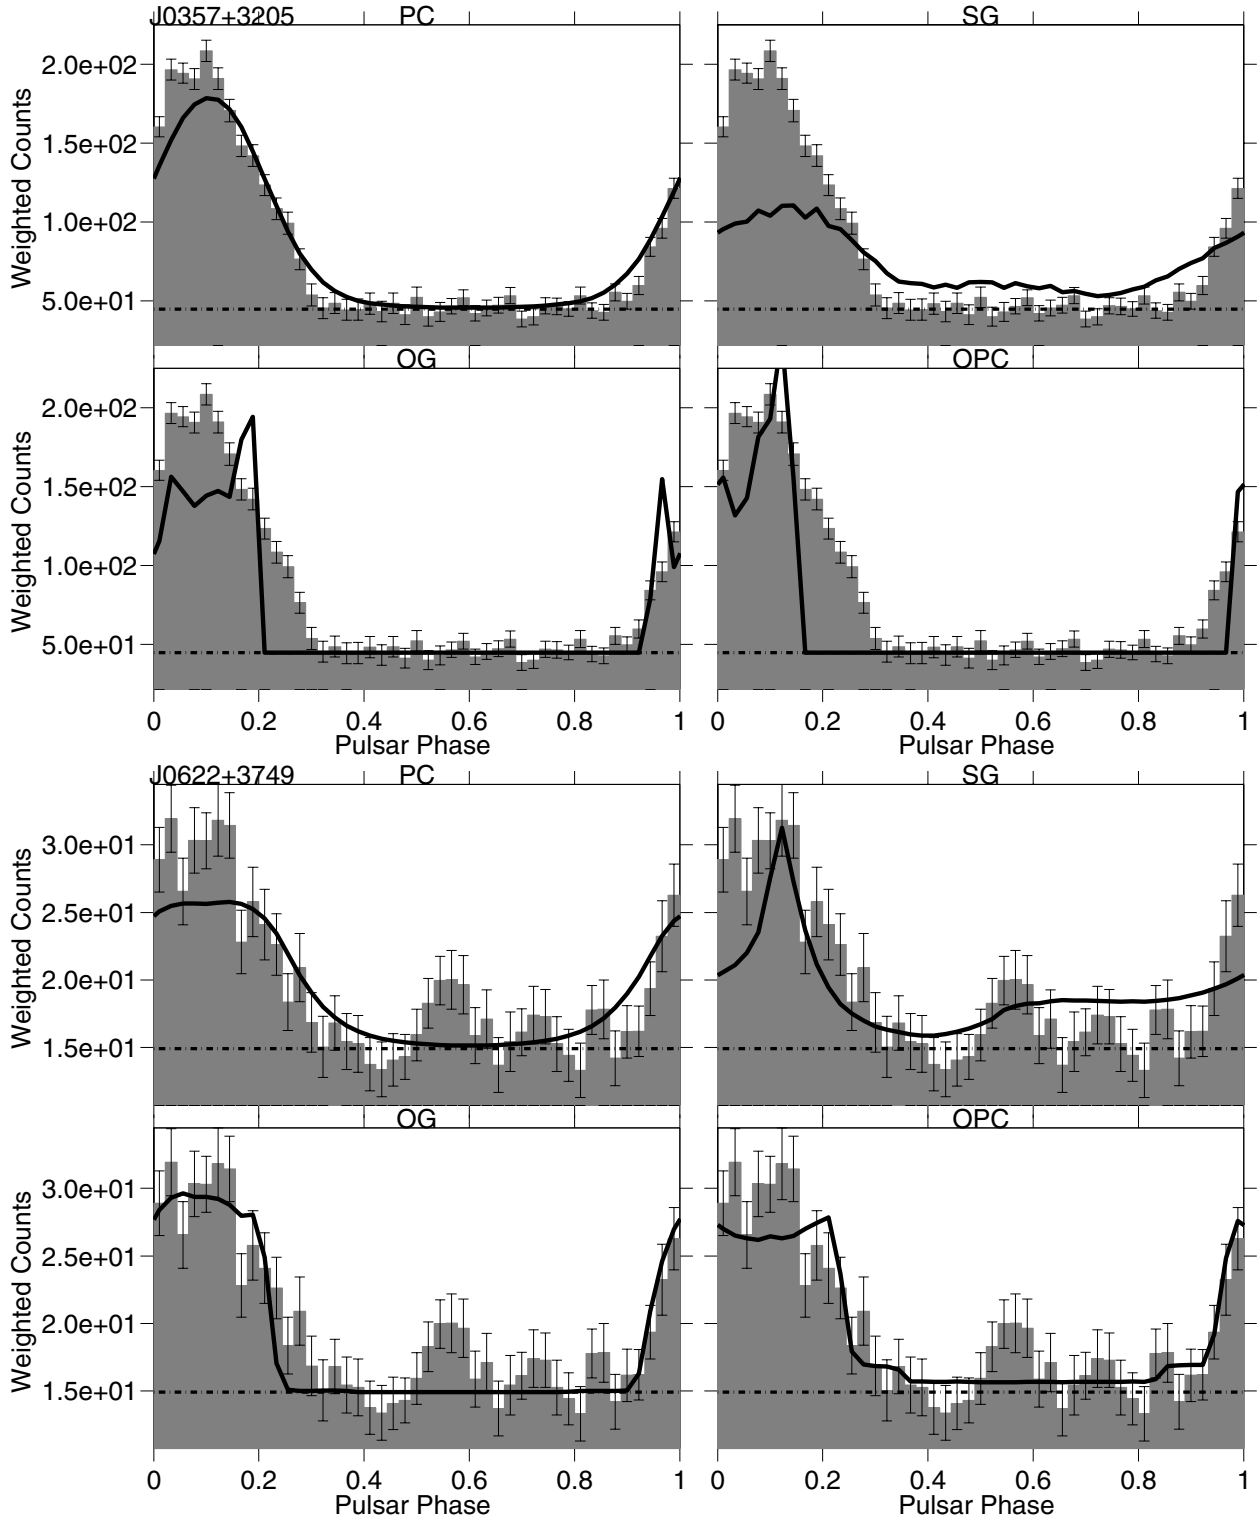 J0357+3205 PC SG
Weighted Counts
2.0e+02
1.5e+02
1.0e+02
5.0e+01
OG OPC
Weighted Counts
2.0e+02
1.5e+02
1.0e+02
5.0e+01
0 0.2 0.4 0.6 0.8 1 0 0.2 0.4 0.6 0.8 1
Pulsar Phase Pulsar Phase
J0622+3749 PC SG
Weighted Counts
3.0e+01
2.5e+01
2.0e+01
1.5e+01
OG OPC
Weighted Counts
3.0e+01
2.5e+01
2.0e+01
1.5e+01
0 0.2 0.4 0.6 0.8 1 0 0.2 0.4 0.6 0.8 1
Pulsar Phase Pulsar Phase